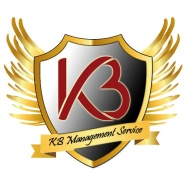 KB
KB Management Service